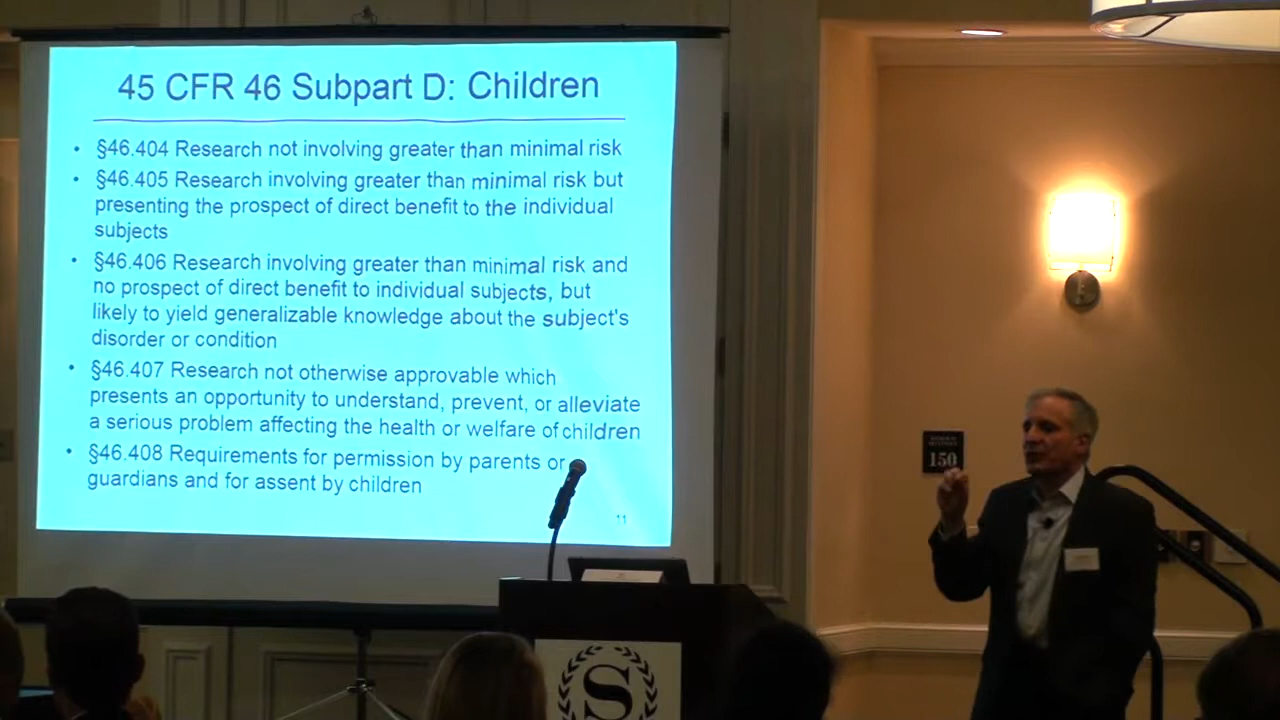 45 CFR 46 Subpart D: Children
• §46.404 Research not involving greater than minimal risk
• §46.405 Research involving greater than minimal risk but
presenting the prospect of direct benefit to the individual
subjects
• §46.406 Research involving greater than minimal risk and
no prospect of direct benefit to individual subjects, but
likely to yield generalizable knowledge about the subject's
disorder or condition
• §46.407 Research not otherwise approvable which
presents an opportunity to understand, prevent, or alleviate
a serious problem affecting the health or welfare of children
• §46.408 Requirements for permission by parents or
guardians and for assent by children
11
150
S